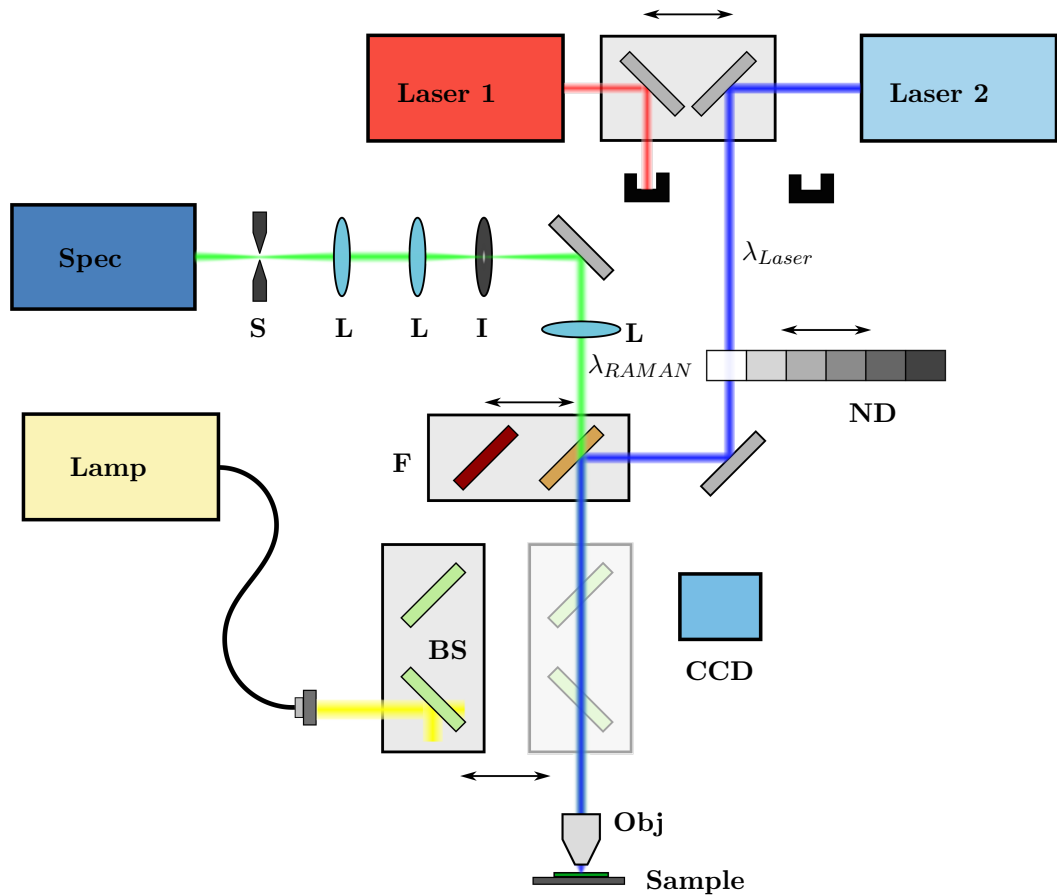 Laser 1
Laser 2
Spec
λ_Laser
S
L
L
I
L
λ_RAMAN
ND
Lamp
F
BS
CCD
Obj
Sample